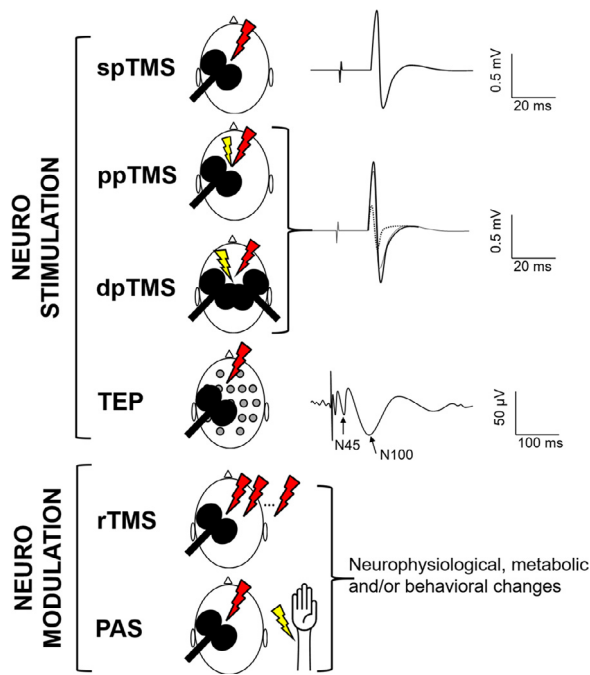 NEURO
STIMULATION
spTMS
0.5 mV
20 ms
ppTMS
dpTMS
0.5 mV
20 ms
TEP
N45
N100
50 µV
100 ms
NEURO
MODULATION
rTMS
...
PAS
Neurophysiological, metabolic
and/or behavioral changes